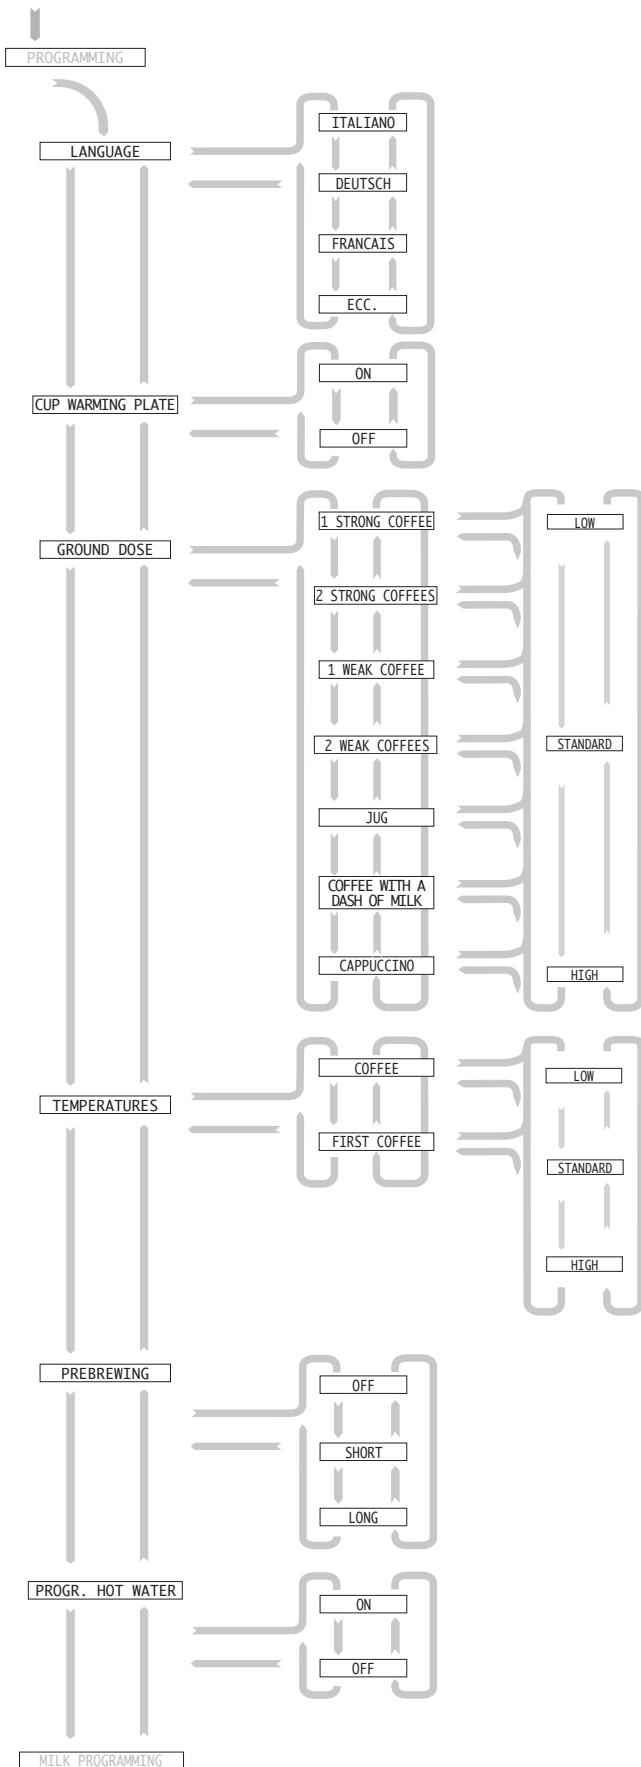 PROGRAMMING
LANGUAGE
ITALIANO
DEUTSCH
FRANCAIS
ECC.
CUP WARMING PLATE
ON
OFF
GROUND DOSE
1 STRONG COFFEE
2 STRONG COFFEES
1 WEAK COFFEE
2 WEAK COFFEES
JUG
COFFEE WITH A
DASH OF MILK
CAPPUCCINO
LOW
STANDARD
HIGH
TEMPERATURES
COFFEE
FIRST COFFEE
LOW
STANDARD
HIGH
PREBREWING
OFF
SHORT
LONG
PROGR. HOT WATER
ON
OFF
MILK PROGRAMMING